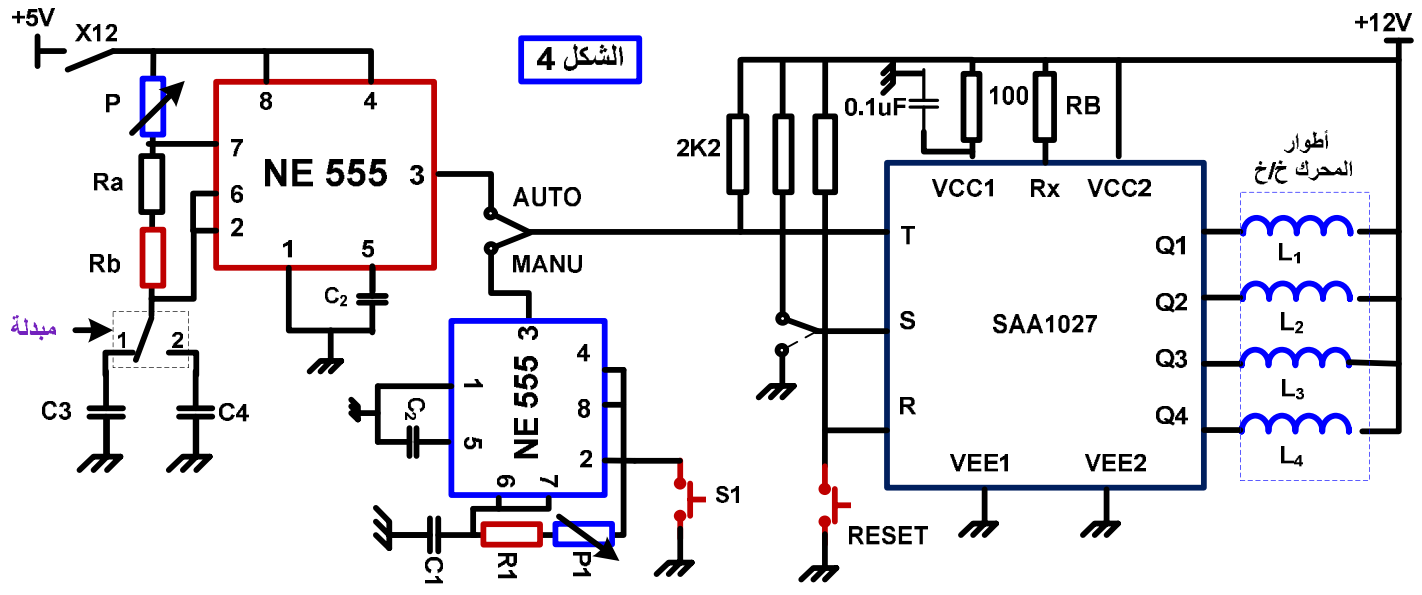 +5V
X12
الشكل 4
+12V
P
8
4
7
NE 555
3
6
2
1
5
C2
Ra
Rb
مبدلة
1
2
C3
C4
AUTO
MANU
2K2
0.1uF
100
RB
VCC1
Rx
VCC2
T
S
R
SAA1027
Q1
Q2
Q3
Q4
VEE1
VEE2
أطوار
المحرك خ/خ
L1
L2
L3
L4
3
4
1
NE 555
8
C2
5
2
6
7
S1
RESET
C1
R1
P1